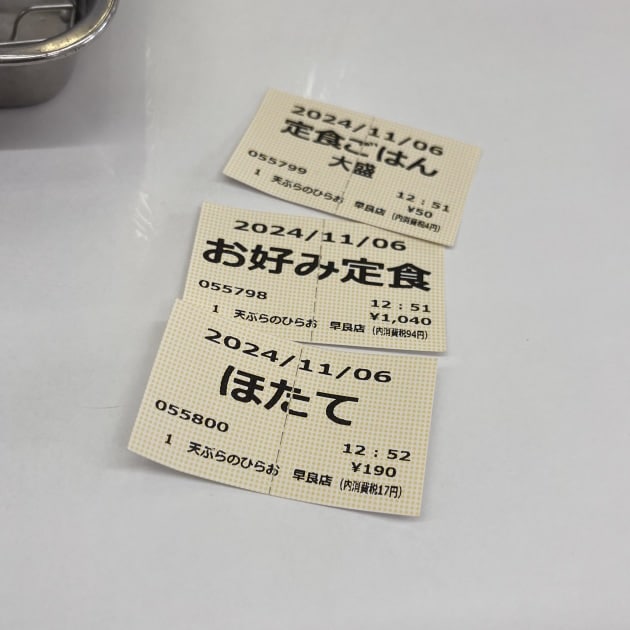 2024/11/06
定食ごはん
大盛
055799
12：51
¥50
1 天ぷらのひらお 早良店 (内消費税4円)
2024/11/06
お好み定食
055798
12：51
¥1,040
1 天ぷらのひらお 早良店 (内消費税94円)
2024/11/06
ほたて
055800
12：52
¥190
1 天ぷらのひらお 早良店 (内消費税17円)